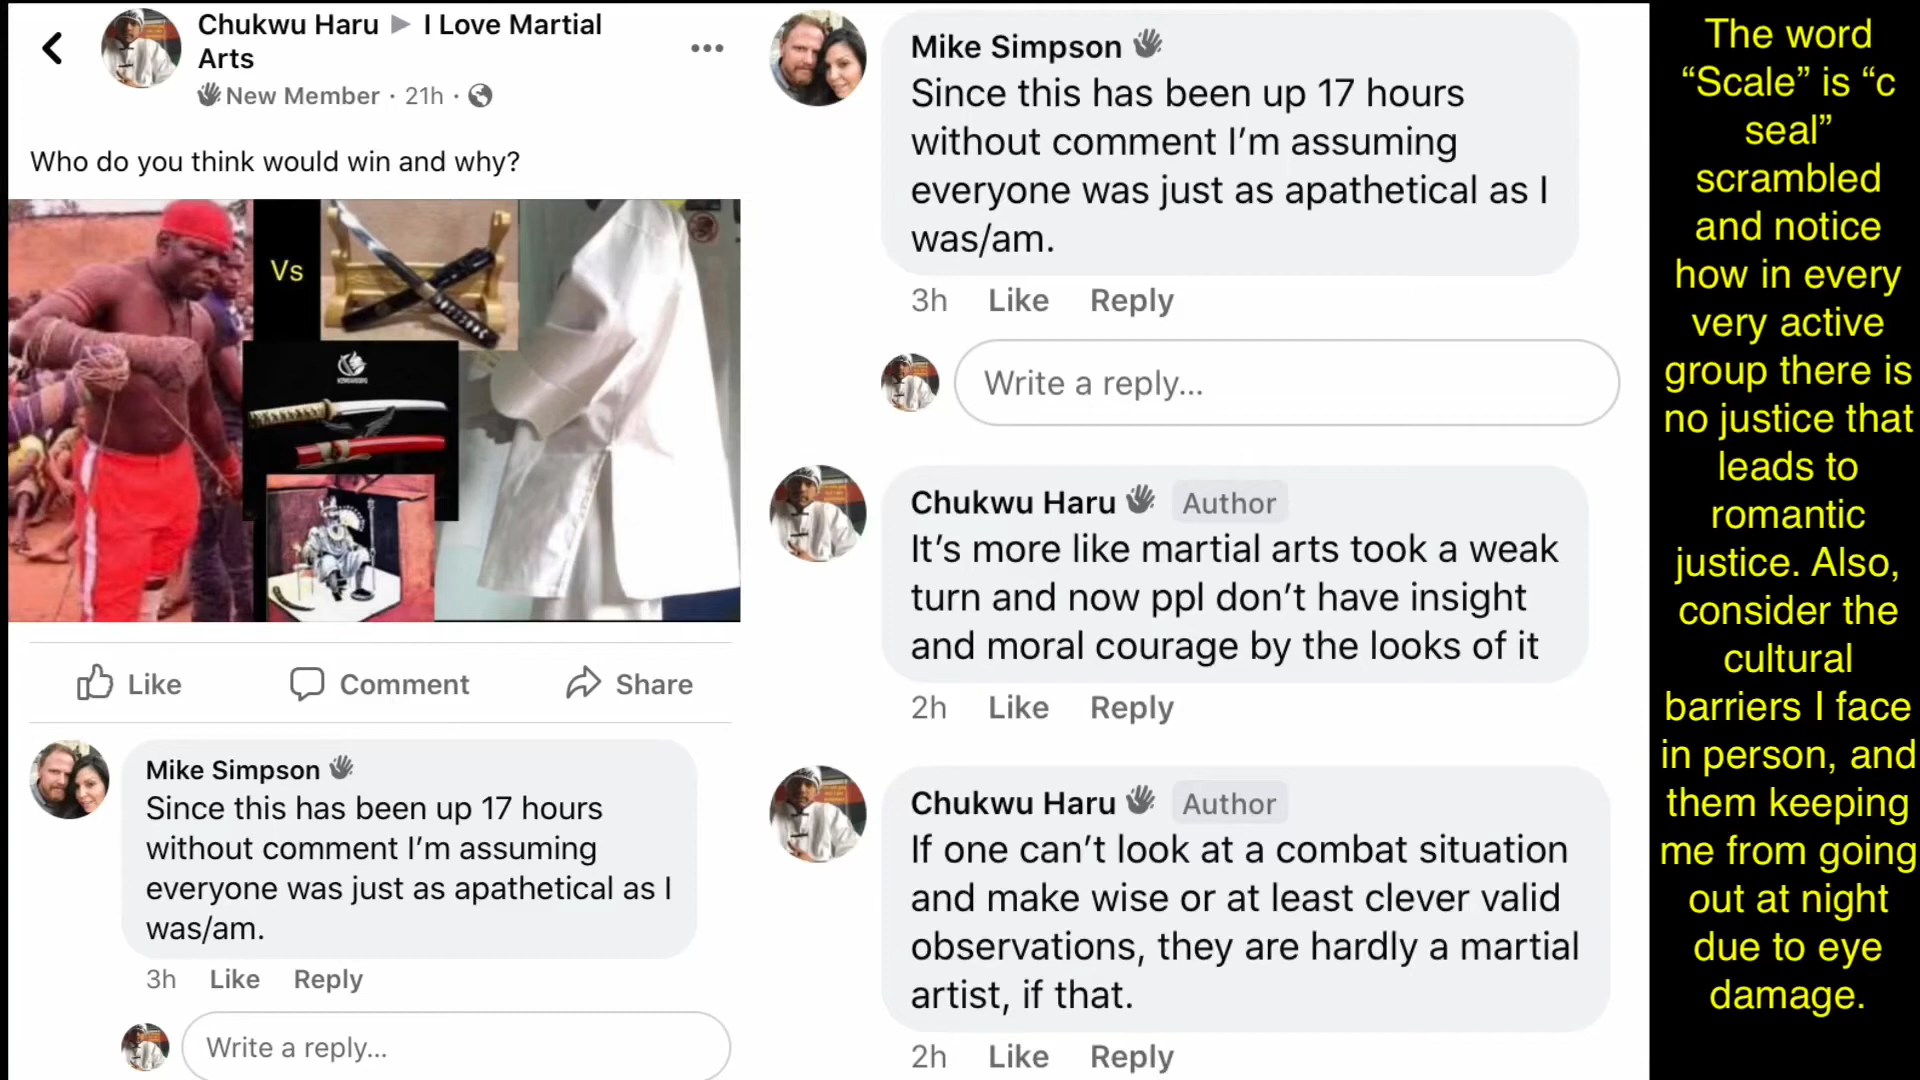 Chukwu Haru ▶ I Love Martial
Arts
New Member · 21h ·
Who do you think would win and why?
Vs
Like
Comment
Share
Mike Simpson
Since this has been up 17 hours
without comment I’m assuming
everyone was just as apathetical as I
was/am.
3h Like Reply
Write a reply...
Mike Simpson
Since this has been up 17 hours
without comment I’m assuming
everyone was just as apathetical as I
was/am.
3h Like Reply
Write a reply...
Chukwu Haru Author
It’s more like martial arts took a weak
turn and now ppl don’t have insight
and moral courage by the looks of it
2h Like Reply
Chukwu Haru Author
If one can’t look at a combat situation
and make wise or at least clever valid
observations, they are hardly a martial
artist, if that.
2h Like Reply
The word
“Scale” is “c
seal”
scrambled
and notice
how in every
very active
group there is
no justice that
leads to
romantic
justice. Also,
consider the
cultural
barriers I face
in person, and
them keeping
me from going
out at night
due to eye
damage.